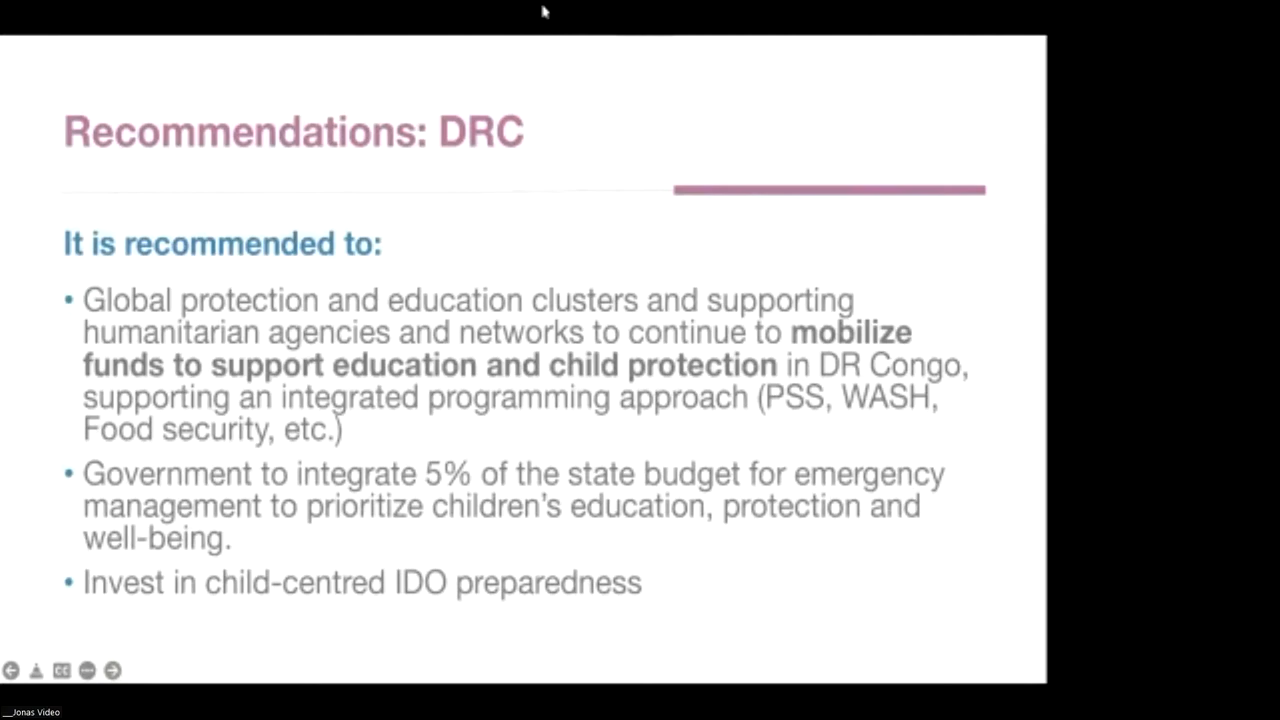 Recommendations: DRC
It is recommended to:
• Global protection and education clusters and supporting
humanitarian agencies and networks to continue to mobilize
funds to support education and child protection in DR Congo,
supporting an integrated programming approach (PSS, WASH,
Food security, etc.)
• Government to integrate 5% of the state budget for emergency
management to prioritize children's education, protection and
well-being.
• Invest in child-centred IDO preparedness
CC
__Jonas Video